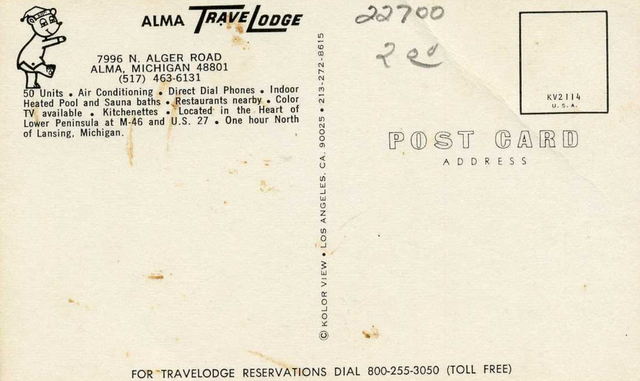 ALMA TRAVELODGE
7996 N. ALGER ROAD
ALMA, MICHIGAN 48801
(517) 463-6131
50 Units • Air Conditioning • Direct Dial Phones • Indoor
Heated Pool and Sauna baths • Restaurants nearby • Color
TV available • Kitchenettes • Located in the Heart of
Lower Peninsula at M-46 and U.S. 27 • One hour North
of Lansing, Michigan.
© KOLOR VIEW • LOS ANGELES, CA. 90025 • 213-272-8615
22700
200
KV2114
U.S.A.
POST CARD
ADDRESS
FOR TRAVELODGE RESERVATIONS DIAL 800-255-3050 (TOLL FREE)